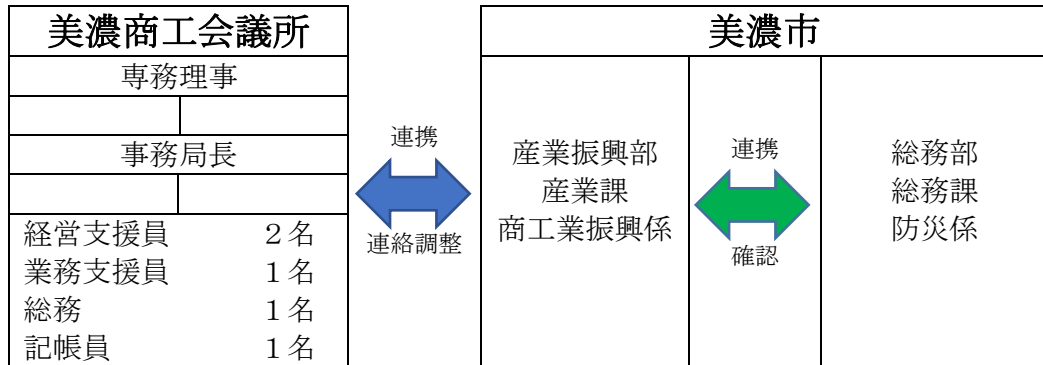 美濃商工会議所
専務理事
事務局長
経営支援員 2名
業務支援員 1名
総務 1名
記帳員 1名
連携
連絡調整
美濃市
産業振興部
産業課
商工業振興係
連携
確認
総務部
総務課
防災係